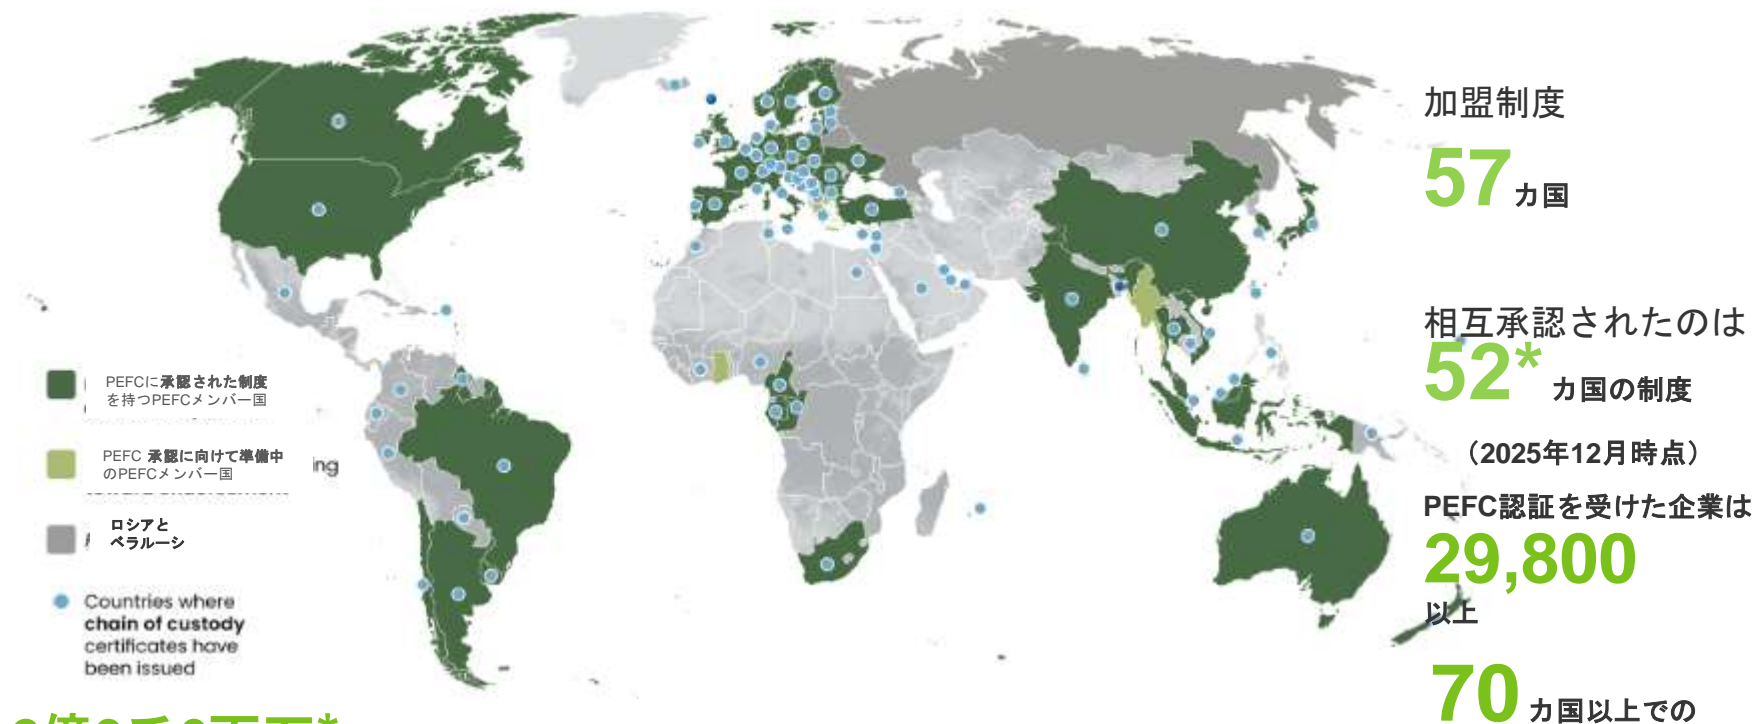 加盟制度
57カ国
相互承認されたのは
52* カ国の制度
（2025年12月時点）
PEFC認証を受けた企業は
29,800
以上
70カ国以上での
PEFCに承認された制度
を持つPEFCメンバー国
PEFC 承認に向けて準備中
のPEFCメンバー国
ing
ロシアと
ベラルーシ
Countries where
chain of custody
certificates have
been issued